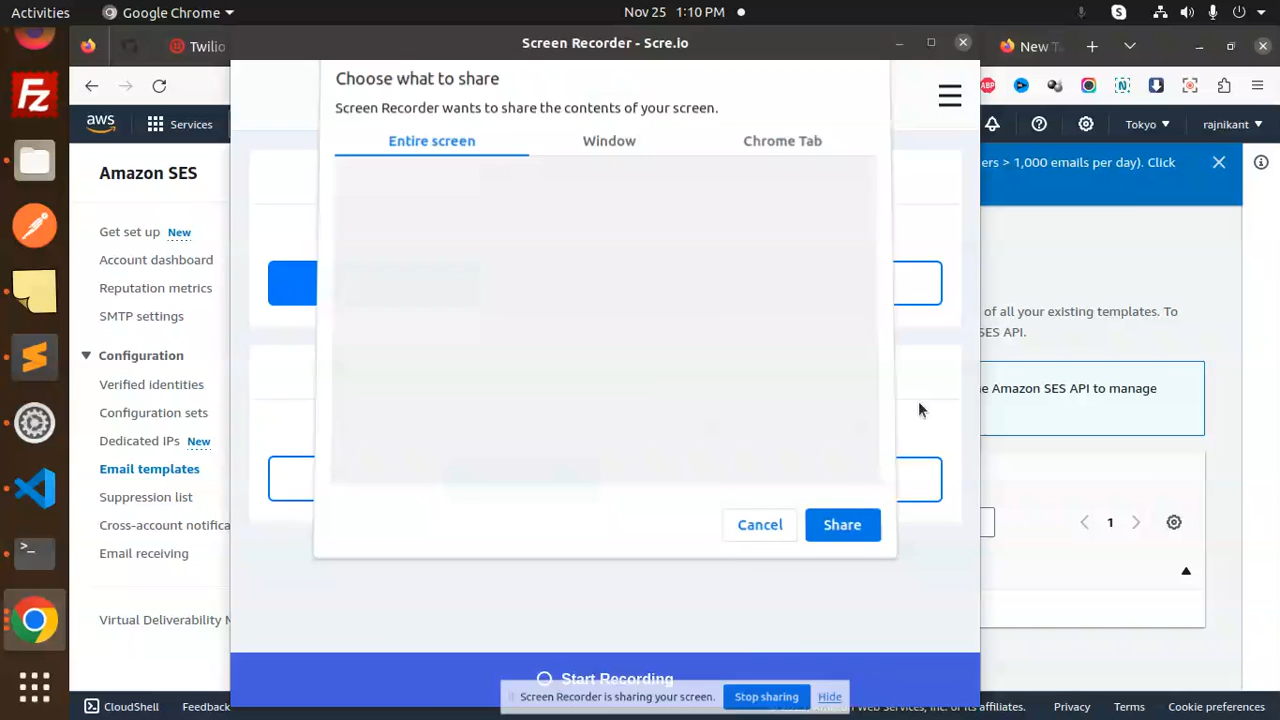 Activities
Google Chrome
Nov 25 1:10 PM
Screen Recorder - Scre.io
Twilio
New T
aws
Services
Tokyo
rajnikant
ers > 1,000 emails per day). Click
Amazon SES
Get set up New
Account dashboard
Reputation metrics
SMTP settings
Configuration
Verified identities
Configuration sets
Dedicated IPs New
Email templates
Suppression list
Cross-account notifica
Email receiving
Virtual Deliverability M
Choose what to share
Screen Recorder wants to share the contents of your screen.
Entire screen
Window
Chrome Tab
Cancel
Share
of all your existing templates. To
SES API.
e Amazon SES API to manage
1
Start Recording
Screen Recorder is sharing your screen.
Stop sharing
Hide
CloudShell
Feedback
Amazon Web Services, Inc. or its affiliates.
Privacy
Terms
Cookie preferences